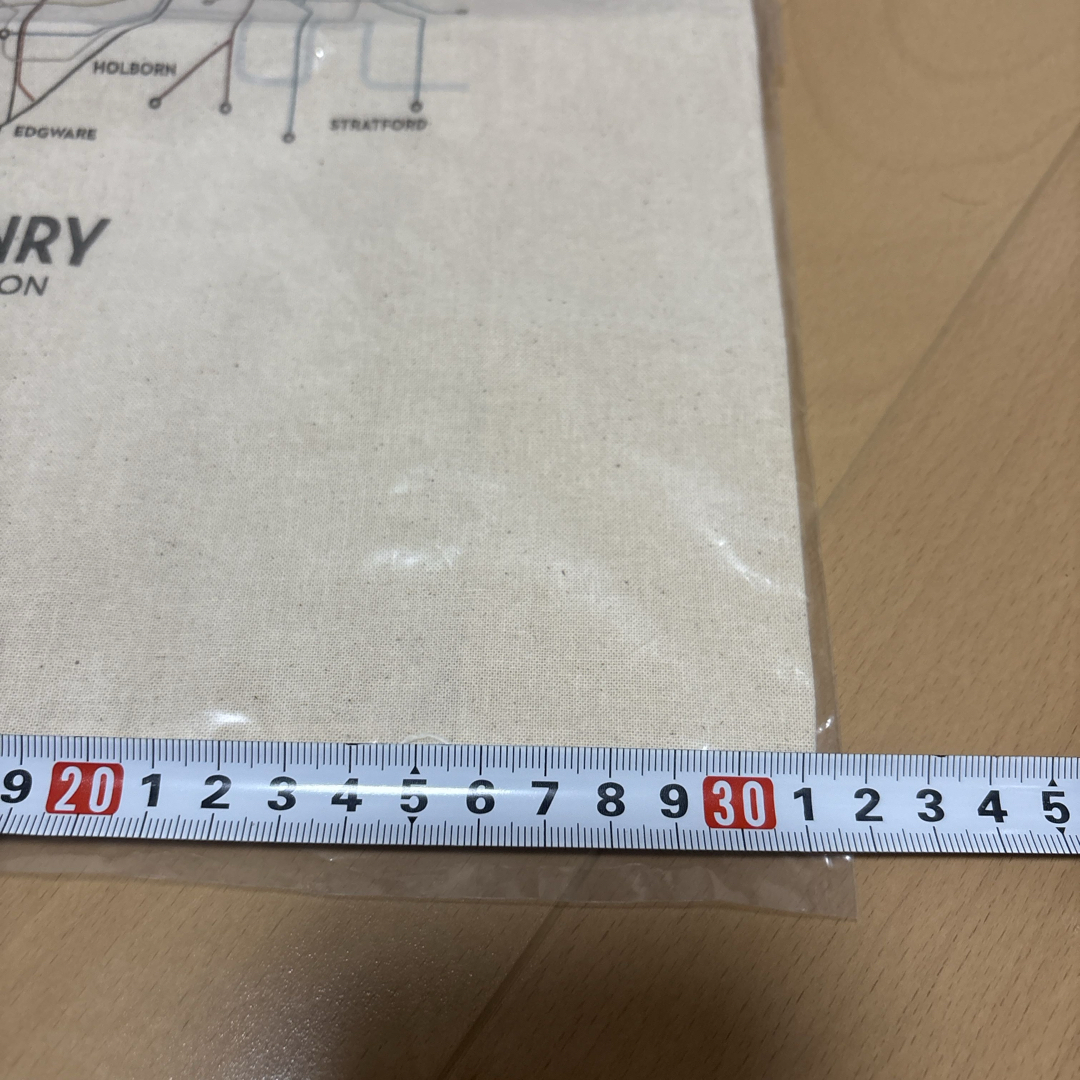 HOLBORN
EDGWARE
STRATFORD
NRY
ON
9 20 1 2 3 4 5 6 7 8 9 30 1 2 3 4 5